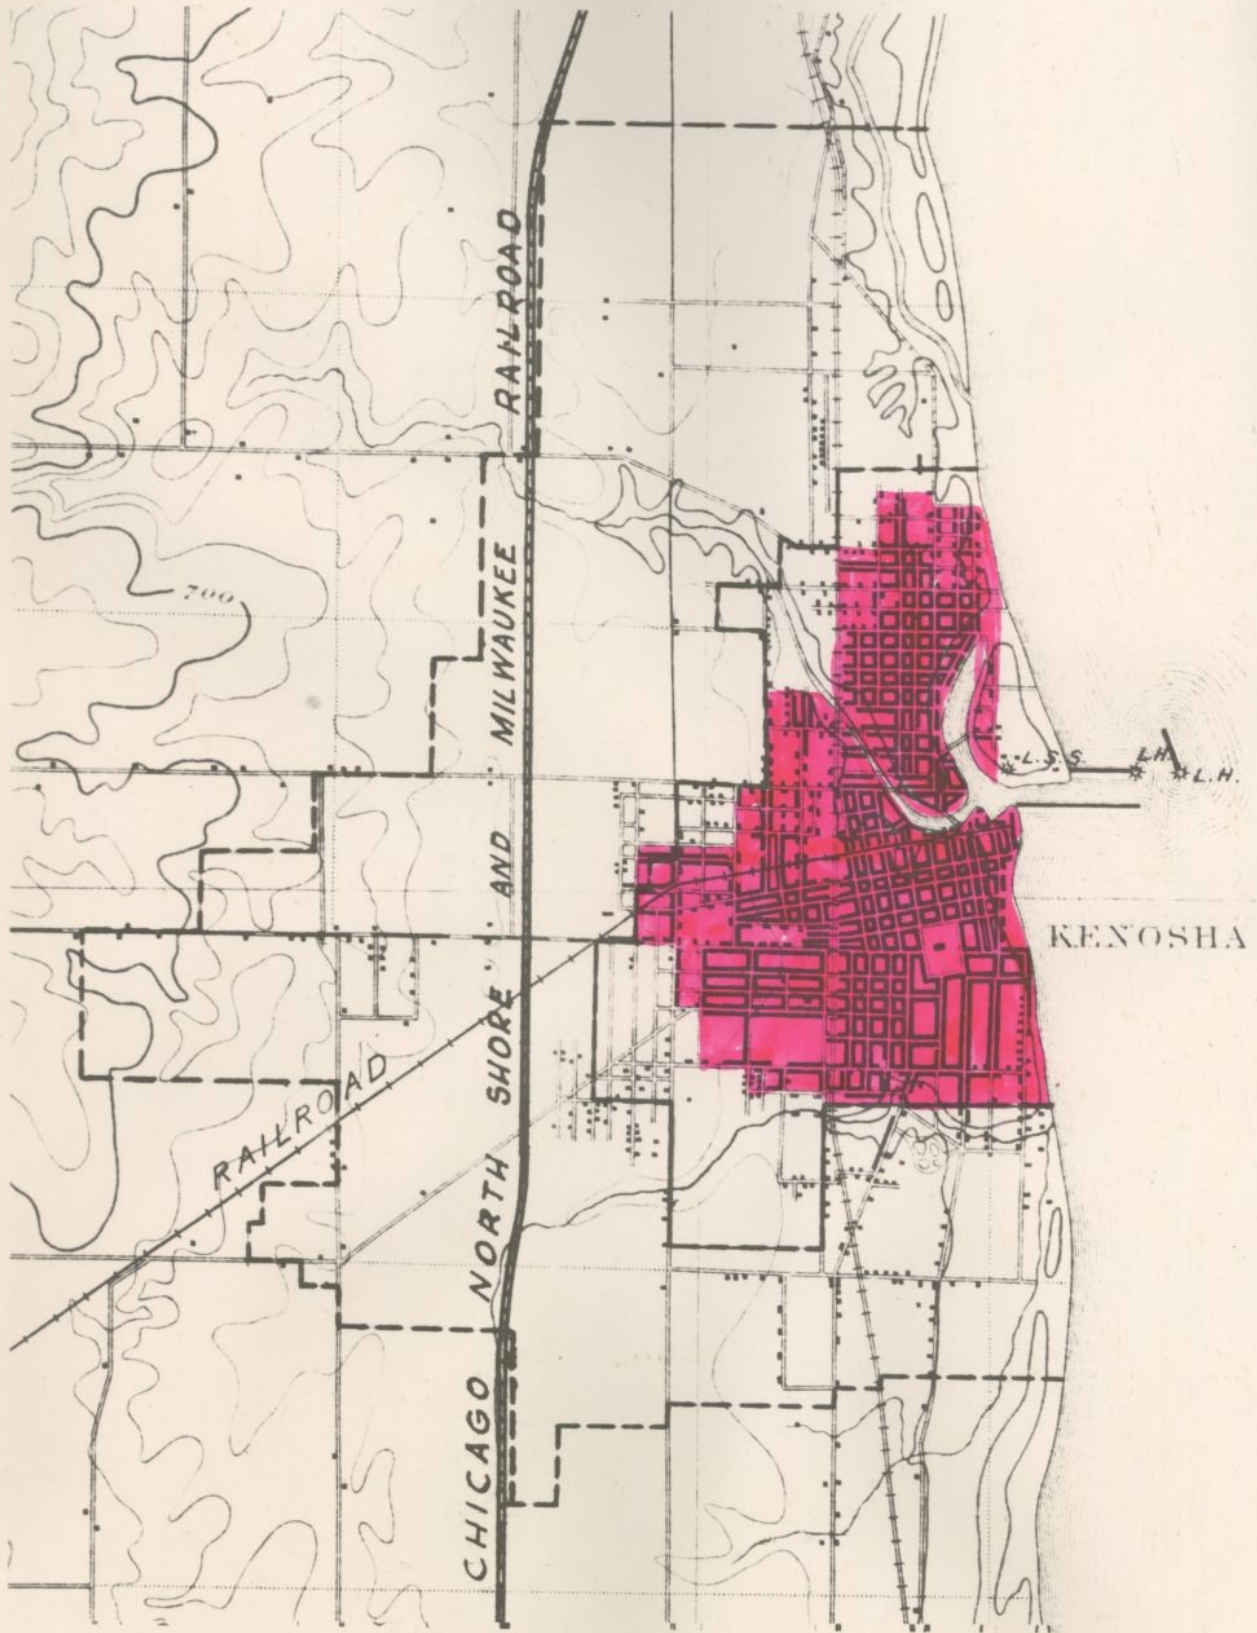 700
L.S.S.
L.H.
L.H.
KENOSHA
RAILROAD
CHICAGO NORTH SHORE AND MILWAUKEE RAILROAD